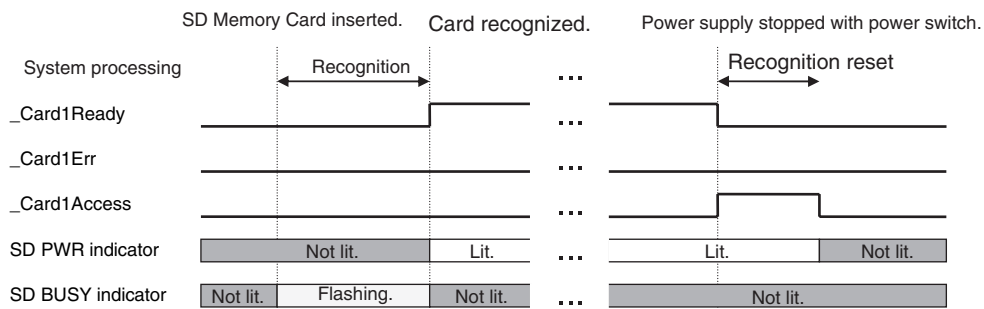 SD Memory Card inserted. Card recognized. Power supply stopped with power switch.
System processing Recognition ... Recognition reset
_Card1Ready ...
_Card1Err ...
_Card1Access ...
SD PWR indicator Not lit. Lit. ... Lit. Not lit.
SD BUSY indicator Not lit. Flashing. Not lit. ... Not lit.